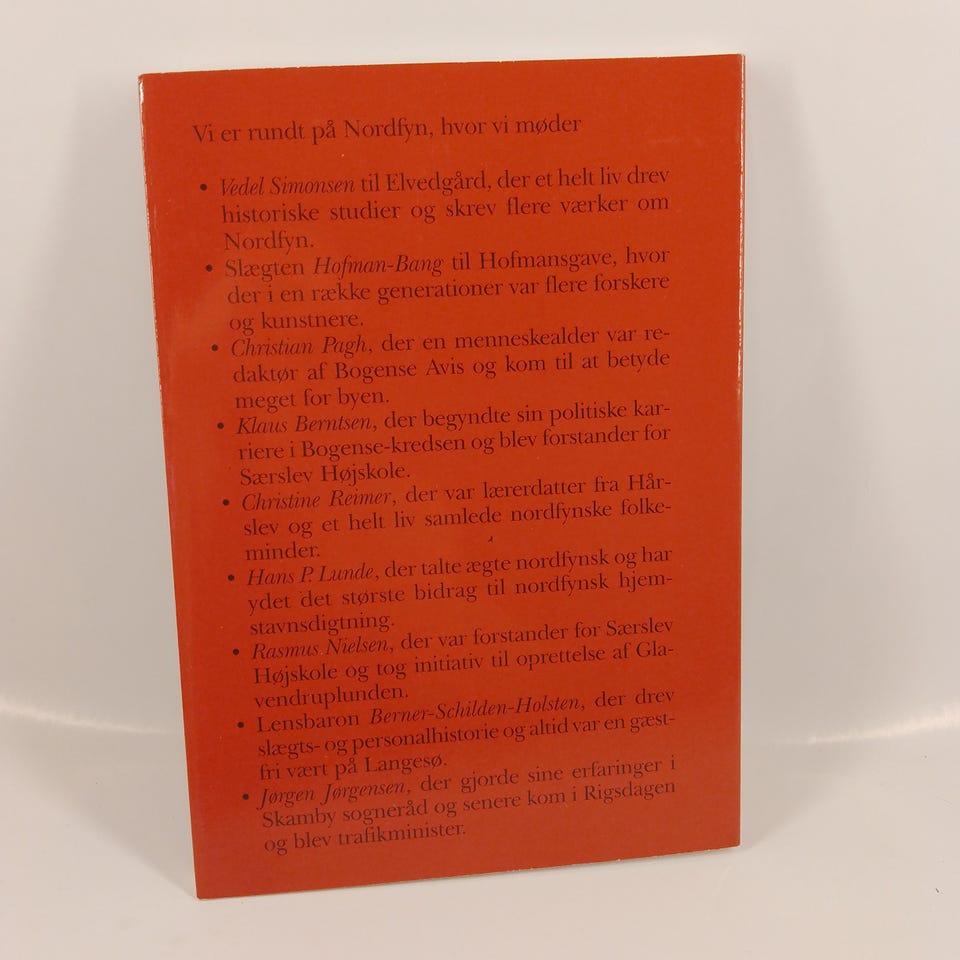 Vi er rundt på Nordfyn, hvor vi møder
• Vedel Simonsen til Elvedgård, der et helt liv drev
historiske studier og skrev flere værker om
Nordfyn.
• Slægten Hofman-Bang til Hofmansgave, hvor
der i en række generationer var flere forskere
og kunstnere.
• Christian Pagh, der en menneskealder var re-
daktør af Bogense Avis og kom til at betyde
meget for byen.
• Klaus Berntsen, der begyndte sin politiske kar-
riere i Bogense-kredsen og blev forstander for
Særslev Højskole.
• Christine Reimer, der var lærerdatter fra Hår-
slev og et helt liv samlede nordfynske folke-
minder.
• Hans P. Lunde, der talte ægte nordfynsk og har
ydet det største bidrag til nordfynsk hjem-
stavnsdigtning.
• Rasmus Nielsen, der var forstander for Særslev
Højskole og tog initiativ til oprettelse af Gla-
vendruplunden.
• Lensbaron Berner-Schilden-Holsten, der drev
slægts- og personalhistorie og altid var en gæst-
fri vært på Langesø.
• Jørgen Jørgensen, der gjorde sine erfaringer i
Skamby sogneråd og senere kom i Rigsdagen
og blev trafikminister.